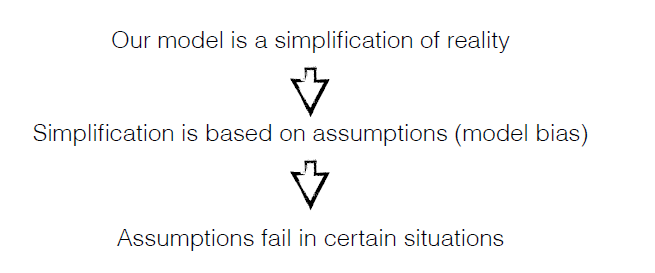 Our model is a simplification of reality
Simplification is based on assumptions (model bias)
Assumptions fail in certain situations